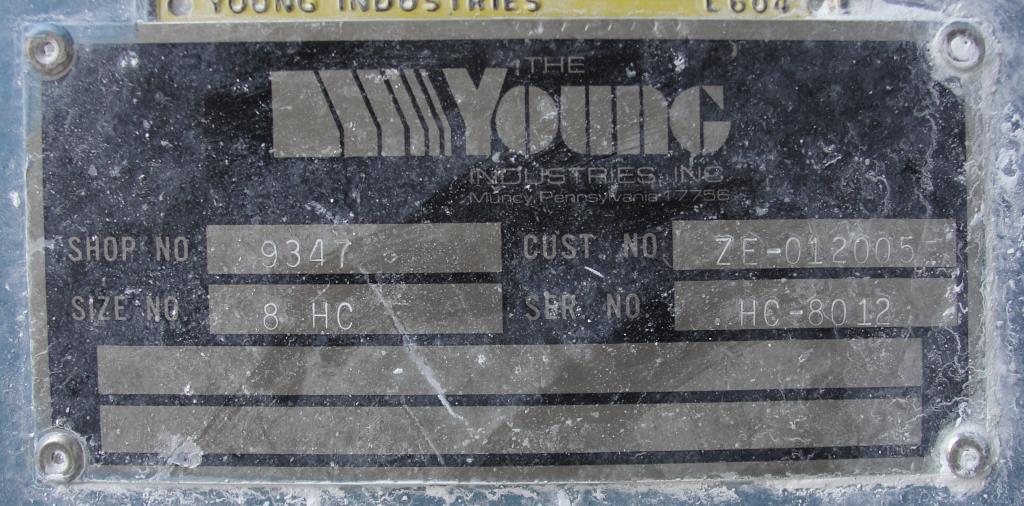 YOUNG INDUSTRIES L604
THE
Young
INDUSTRIES, INC
Muncy, Pennsylvania 17756
SHOP NO 9347 CUST. NO ZE-012005
SIZE NO. 8 HC SER. NO HC-8012